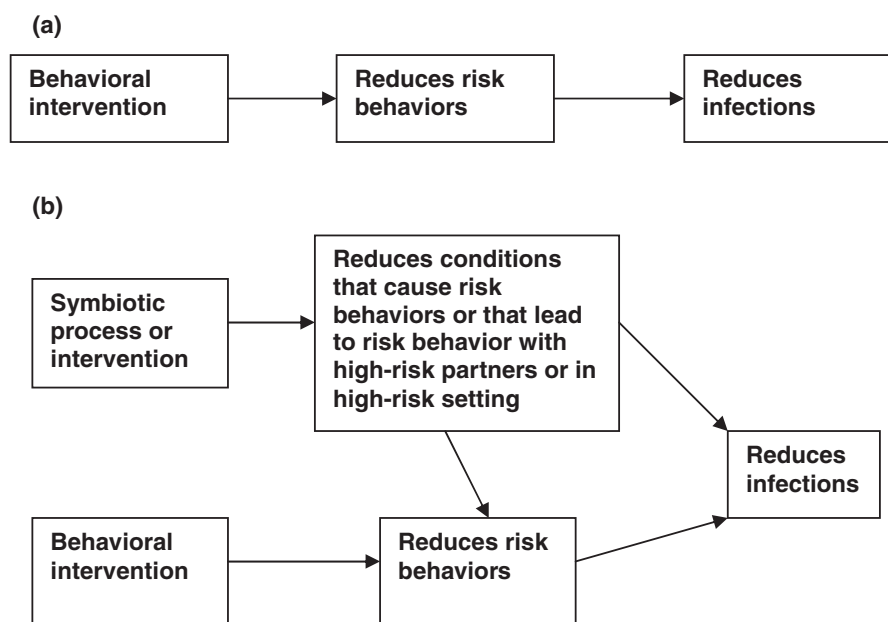 (a)
Behavioral
intervention
Reduces risk
behaviors
Reduces
infections
(b)
Symbiotic
process or
intervention
Reduces conditions
that cause risk
behaviors or that lead
to risk behavior with
high-risk partners or in
high-risk setting
Reduces
infections
Behavioral
intervention
Reduces risk
behaviors